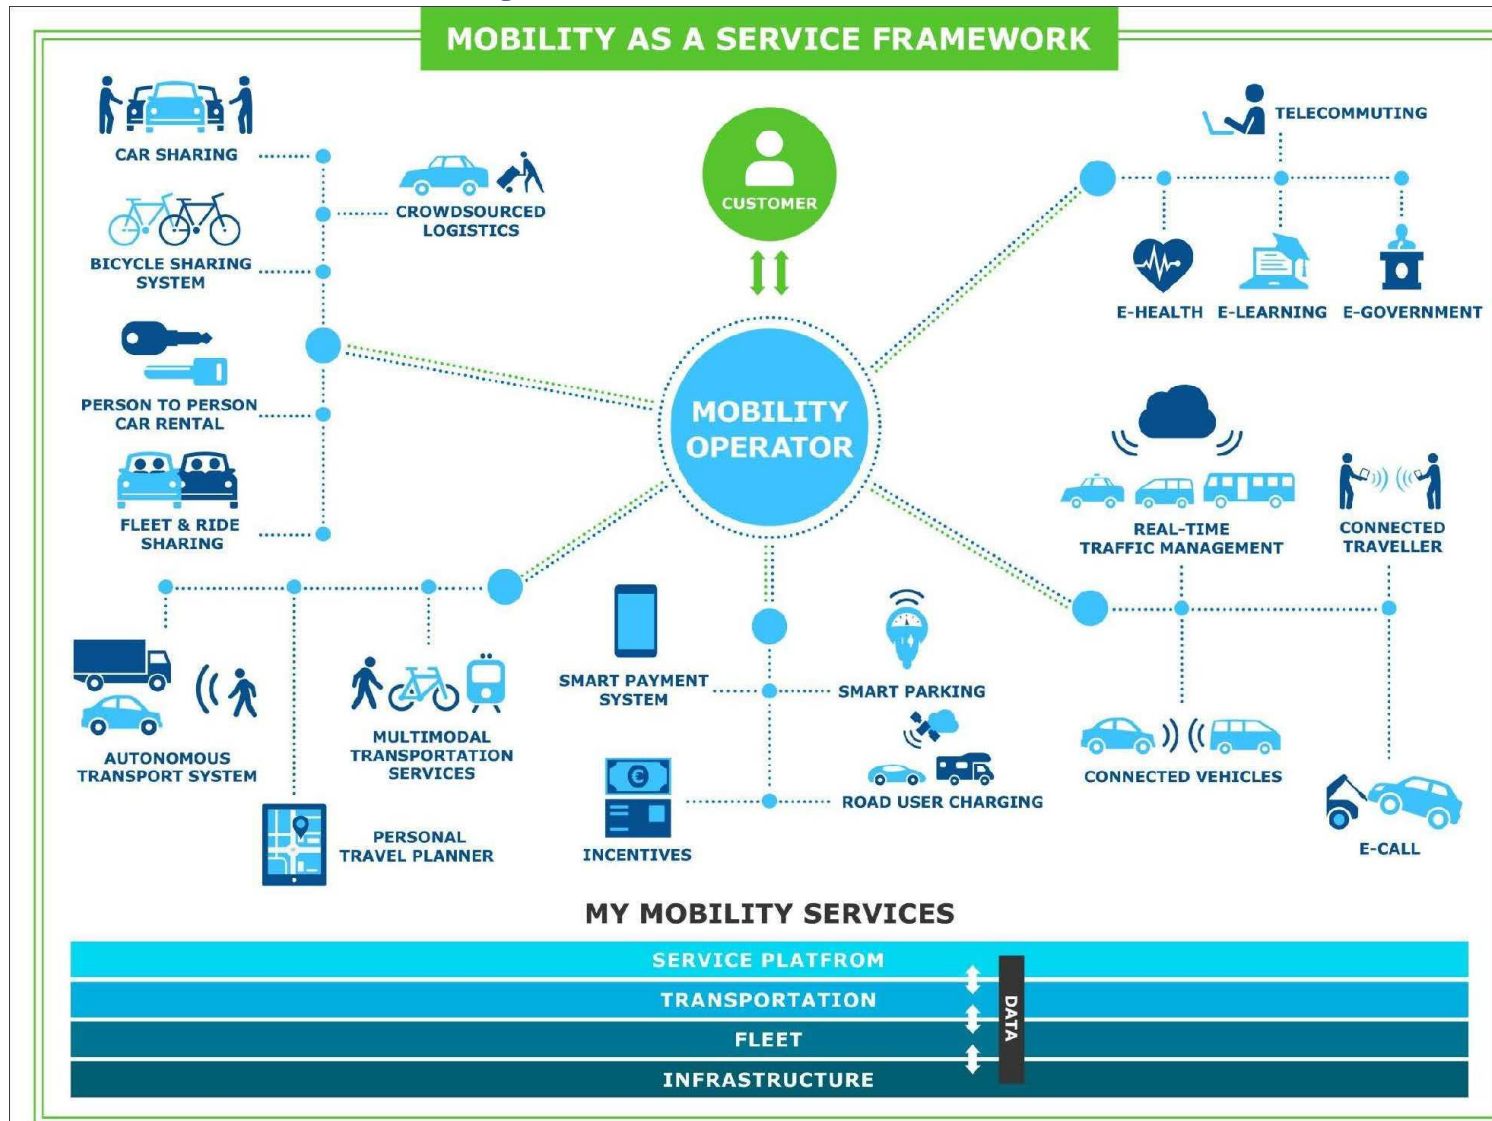 MOBILITY AS A SERVICE FRAMEWORK
CUSTOMER
MOBILITY
OPERATOR
CAR SHARING
CROWDSOURCED
LOGISTICS
BICYCLE SHARING
SYSTEM
PERSON TO PERSON
CAR RENTAL
FLEET & RIDE
SHARING
TELECOMMUTING
E-HEALTH
E-LEARNING
E-GOVERNMENT
REAL-TIME
TRAFFIC MANAGEMENT
CONNECTED
TRAVELLER
CONNECTED VEHICLES
E-CALL
AUTONOMOUS
TRANSPORT SYSTEM
MULTIMODAL
TRANSPORTATION
SERVICES
PERSONAL
TRAVEL PLANNER
SMART PAYMENT
SYSTEM
SMART PARKING
€
INCENTIVES
ROAD USER CHARGING
MY MOBILITY SERVICES
SERVICE PLATFROM
TRANSPORTATION
FLEET
INFRASTRUCTURE
DATA